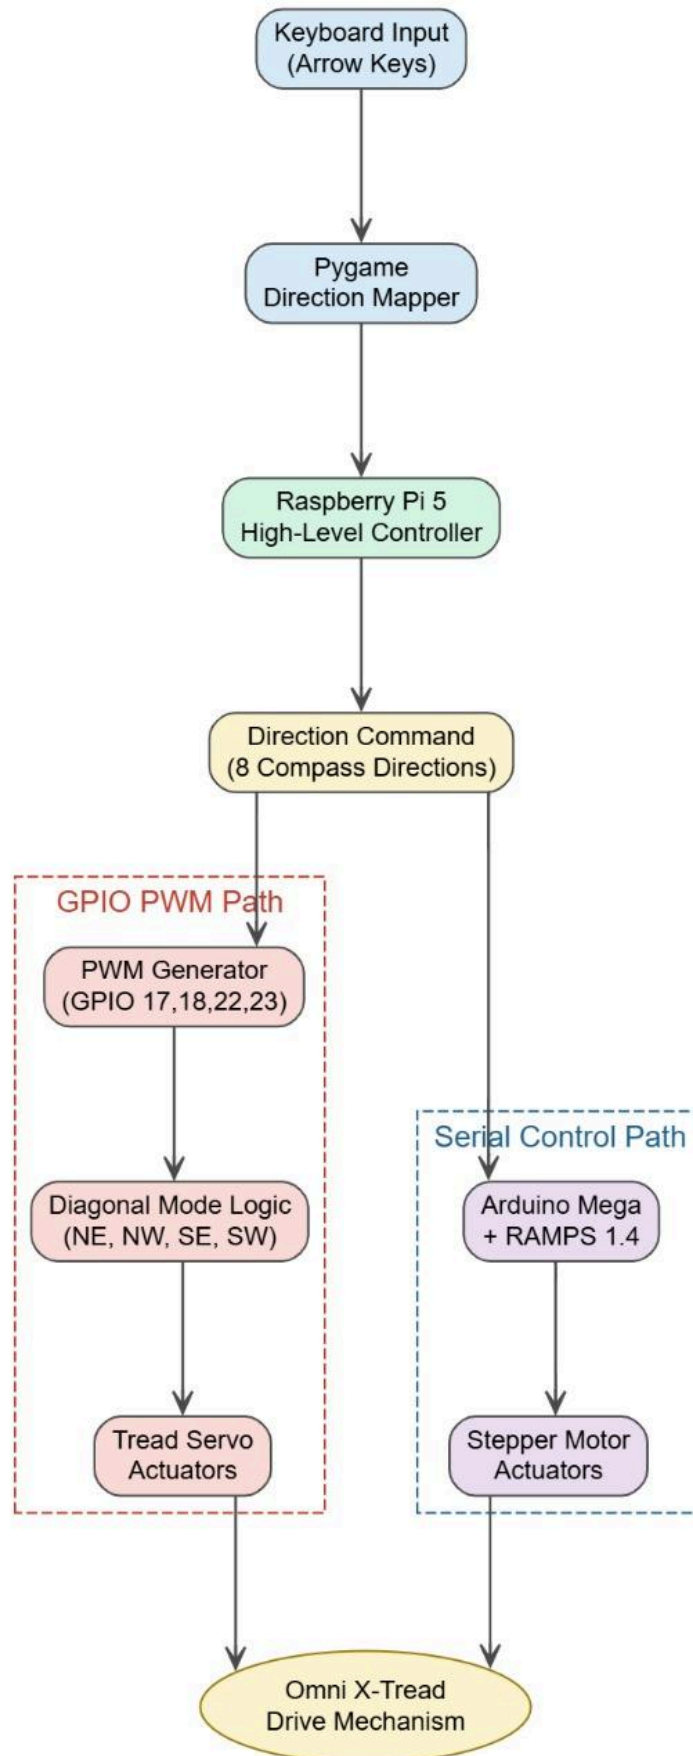 Keyboard Input
(Arrow Keys)
Pygame
Direction Mapper
Raspberry Pi 5
High-Level Controller
Direction Command
(8 Compass Directions)
GPIO PWM Path
PWM Generator
(GPIO 17,18,22,23)
Diagonal Mode Logic
(NE, NW, SE, SW)
Tread Servo
Actuators
Serial Control Path
Arduino Mega
+ RAMPS 1.4
Stepper Motor
Actuators
Omni X-Tread
Drive Mechanism